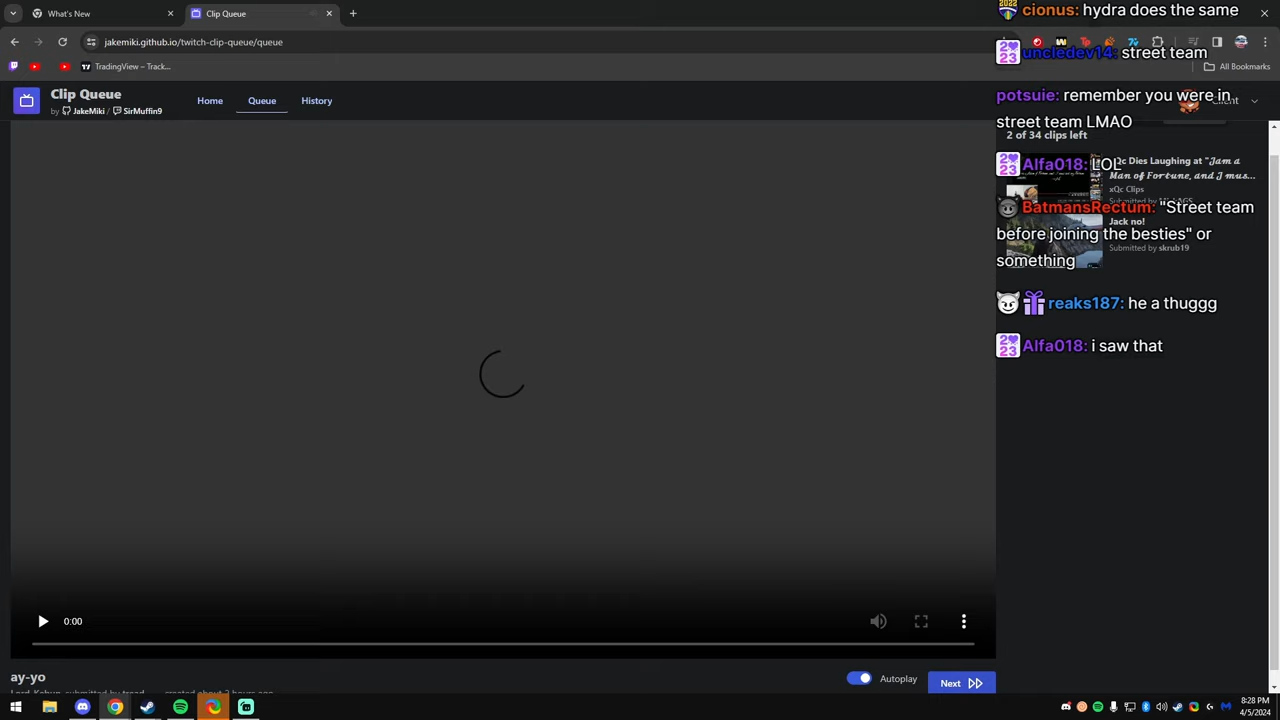 What's New
Clip Queue
jakemiki.github.io/twitch-clip-queue/queue
TradingView – Track...
All Bookmarks
Clip Queue
by JakeMiki / SirMuffin9
Home
Queue
History
Client
2 of 34 clips left
Dies Laughing at "Jam a
Man of Fortune, and J mus...
xQc Clips
Submitted by
Jack no!
Submitted by skrub19
cionus: hydra does the same
uncledev14: street team
potsuie: remember you were in
street team LMAO
Alfa018: LOL
BatmansRectum: "Street team
before joining the besties" or
something
reaks187: he a thuggg
Alfa018: i saw that
0:00
ay-yo
Autoplay
Next
8:28 PM
4/5/2024